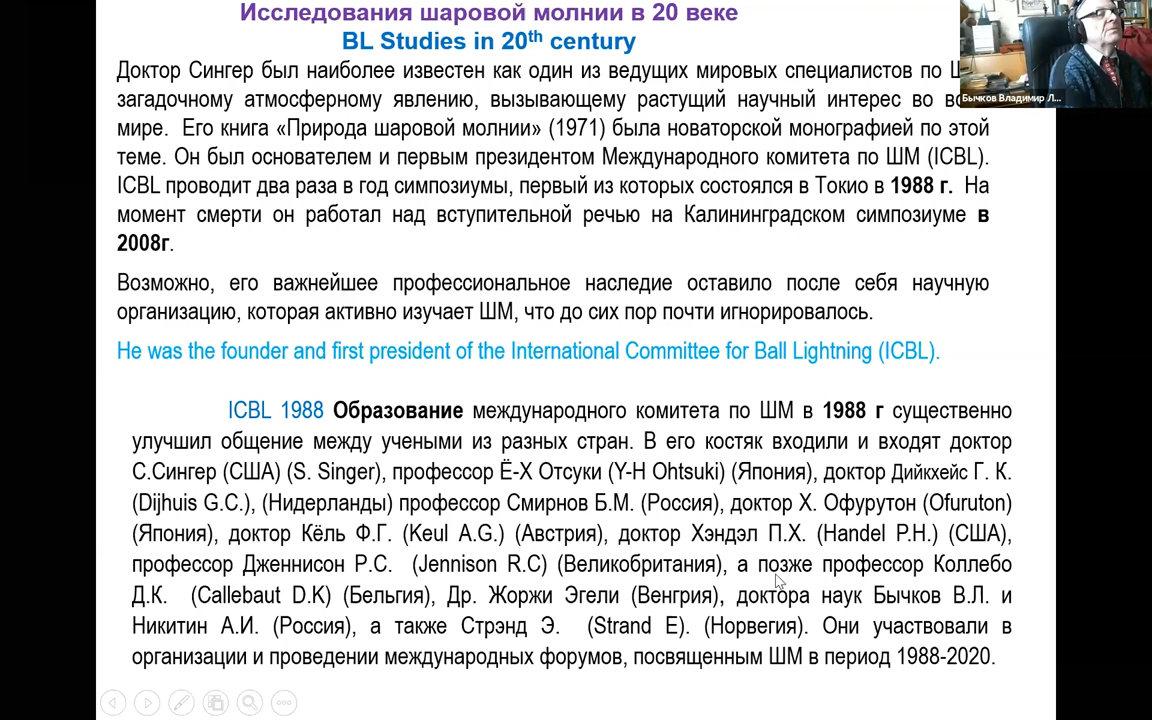 Исследования шаровой молнии в 20 веке
BL Studies in 20th century
Доктор Сингер был наиболее известен как один из ведущих мировых специалистов по
загадочному атмосферному явлению, вызывающему растущий научный интерес во
Бычков Владимир Л...
мире. Его книга «Природа шаровой молнии» (1971) была новаторской монографией по этой
теме. Он был основателем и первым президентом Международного комитета по ШМ (ICBL).
ICBL проводит два раза в год симпозиумы, первый из которых состоялся в Токио в 1988 г. На
момент смерти он работал над вступительной речью на Калининградском симпозиуме в
2008г.
Возможно, его важнейшее профессиональное наследие оставило после себя научную
организацию, которая активно изучает ШМ, что до сих пор почти игнорировалось.
He was the founder and first president of the International Committee for Ball Lightning (ICBL).
ICBL 1988 Образование международного комитета по ШМ в 1988 г существенно
улучшил общение между учеными из разных стран. В его костяк входили и входят доктор
С.Сингер (США) (S. Singer), профессор Ё-Х Отсуки (Y-H Ohtsuki) (Япония), доктор Дийкхейс Г. К.
(Dijhuis G.C.), (Нидерланды) профессор Смирнов Б.М. (Россия), доктор Х. Офурутон (Ofuruton)
(Япония), доктор Кёль Ф.Г. (Keul A.G.) (Австрия), доктор Хэндэл П.Х. (Handel P.H.) (США),
профессор Дженнисон Р.С. (Jennison R.C) (Великобритания), а позже профессор Коллебо
Д.К. (Callebaut D.K) (Бельгия), Др. Жоржи Эгели (Венгрия), доктора наук Бычков В.Л. и
Никитин А.И. (Россия), а также Стрэнд Э. (Strand E). (Норвегия). Они участвовали в
организации и проведении международных форумов, посвященным ШМ в период 1988-2020.